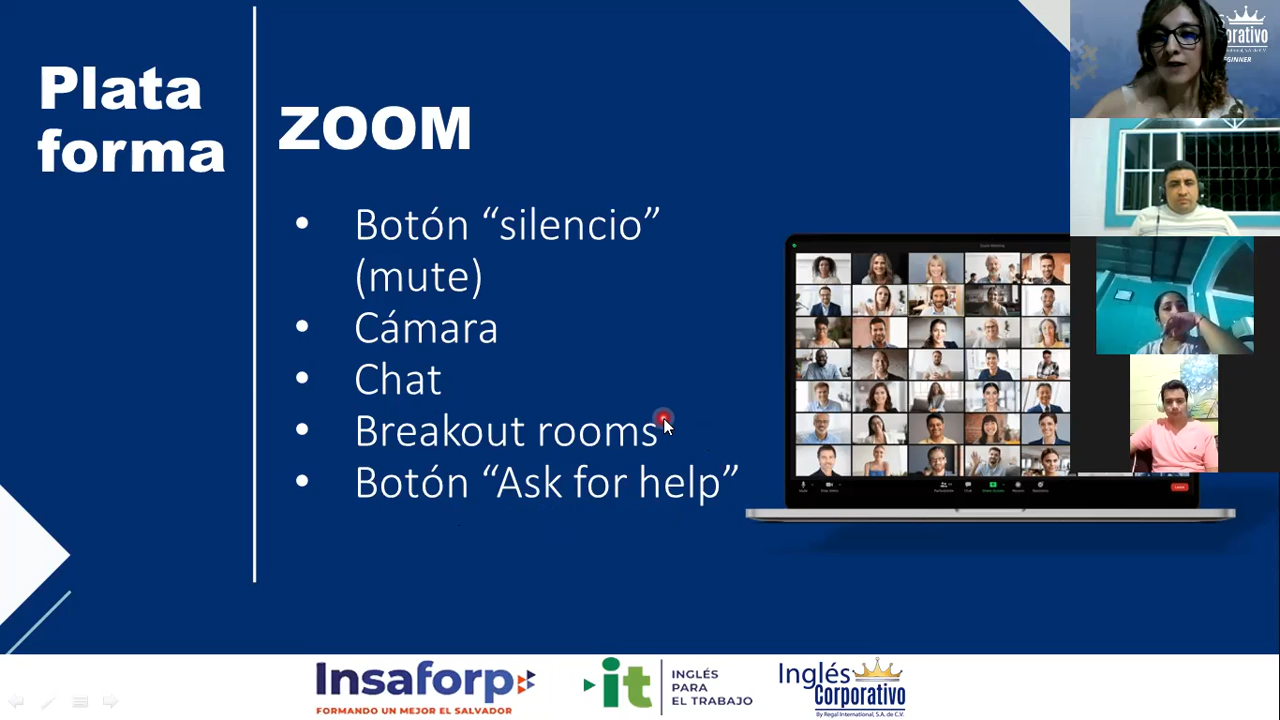 Plata
forma
ZOOM
• Botón “silencio”
(mute)
• Cámara
• Chat
• Breakout rooms
• Botón “Ask for help”
Insaforp
FORMANDO UN MEJOR EL SALVADOR
it
INGLÉS
PARA
EL TRABAJO
Inglés
Corporativo
By Regal International, S.A. de C.V.